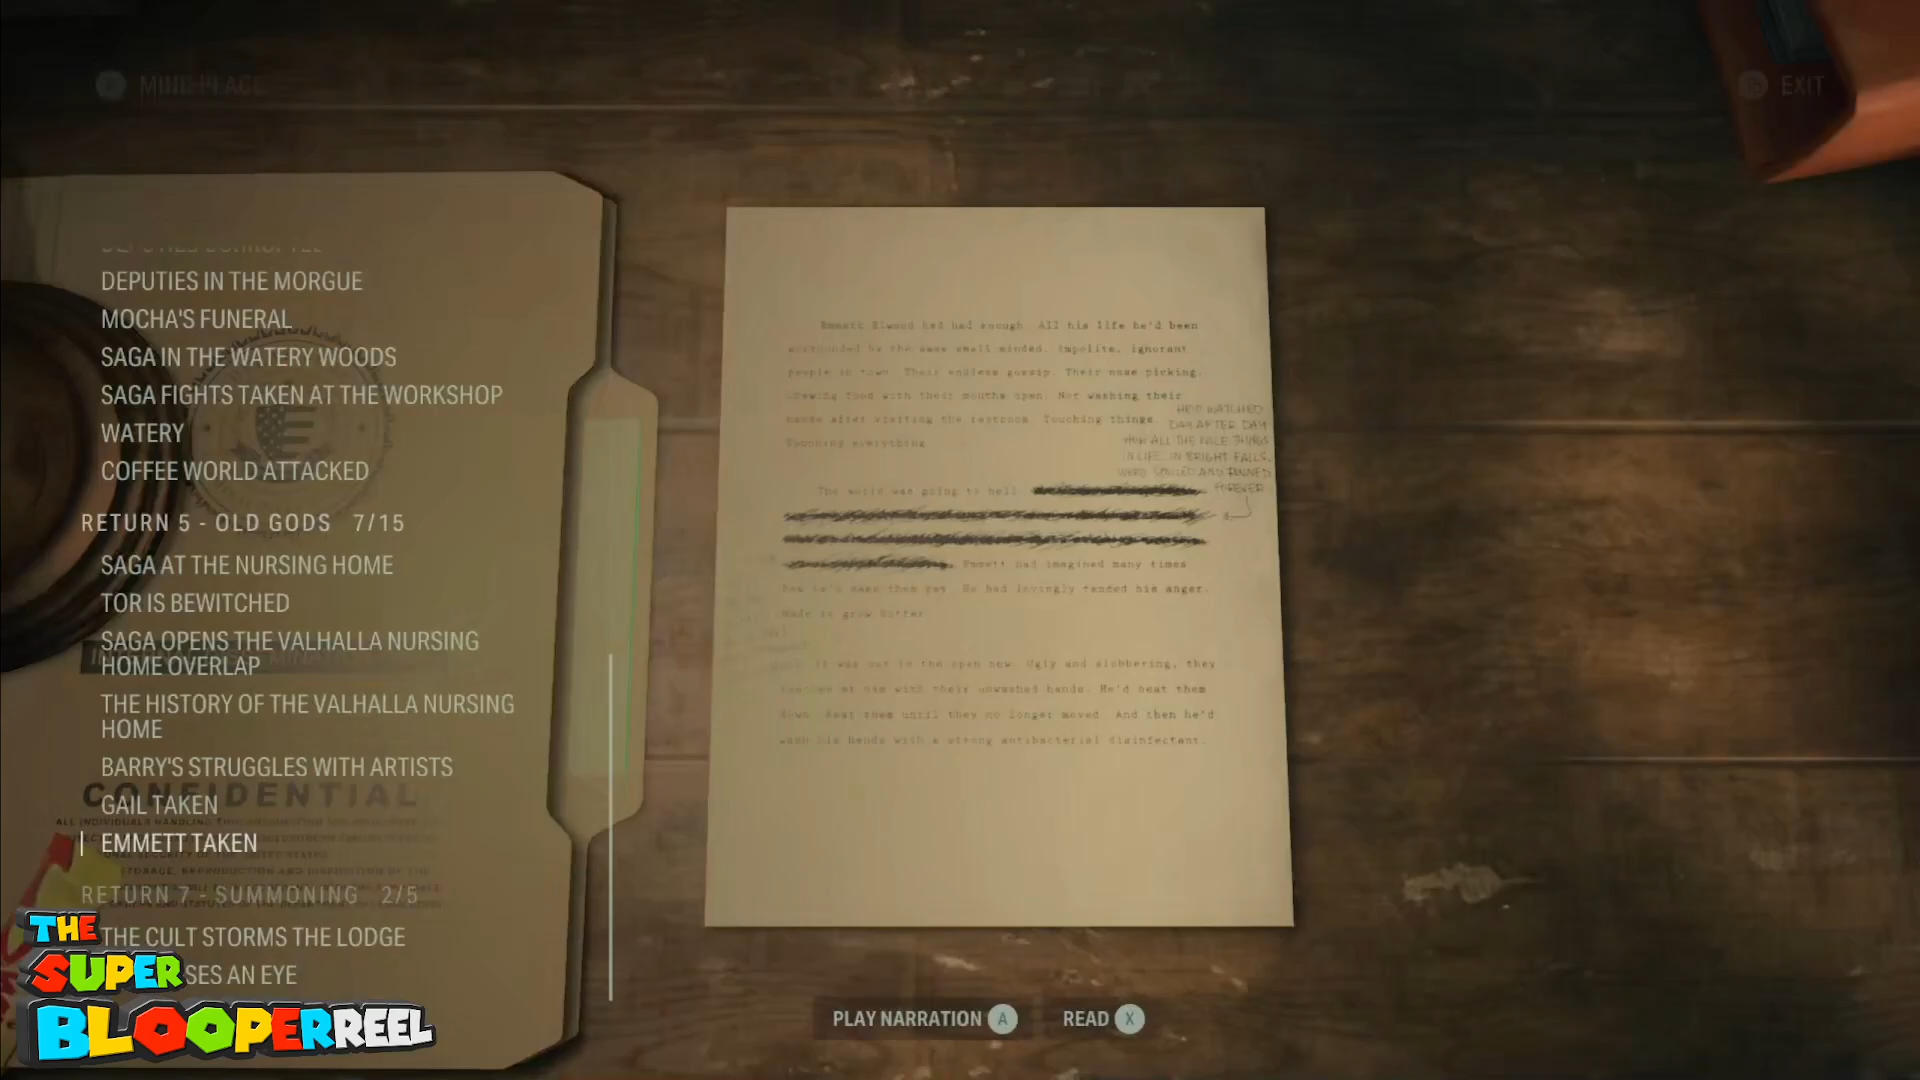 MIND PLACE
EXIT
DEPUTIES IN THE MORGUE
MOCHA'S FUNERAL
SAGA IN THE WATERY WOODS
SAGA FIGHTS TAKEN AT THE WORKSHOP
WATERY
COFFEE WORLD ATTACKED
RETURN 5 - OLD GODS 7/15
SAGA AT THE NURSING HOME
TOR IS BEWITCHED
SAGA OPENS THE VALHALLA NURSING
HOME OVERLAP
THE HISTORY OF THE VALHALLA NURSING
HOME
BARRY'S STRUGGLES WITH ARTISTS
CONFIDENTIAL
GAIL TAKEN
EMMETT TAKEN
RETURN 7 - SUMMONING 2/5
THE CULT STORMS THE LODGE
SES AN EYE
THE
SUPER
BLOOPERREEL
Emmett Elwood had had enough. All his life he'd been
surrounded by the same small minded, impolite, ignorant
people in town. Their endless gossip. Their nose picking.
Chewing food with their mouths open. Not washing their
hands after visiting the restroom. Touching things.
Touching everything.
HE'D WATCHED
DAY AFTER DAY
HOW ALL THE NICE THINGS
IN LIFE, IN BRIGHT FALLS,
WERE SPOILED AND RUINED
FOREVER
The world was going to hell.
Emmett had imagined many times
how he'd make them pay. He had lovingly tended his anger.
Made it grow hotter.
It was out in the open now. Ugly and slobbering, they
reached at him with their unwashed hands. He'd beat them
down. Beat them until they no longer moved. And then he'd
wash his hands with a strong antibacterial disinfectant.
PLAY NARRATION A
READ X